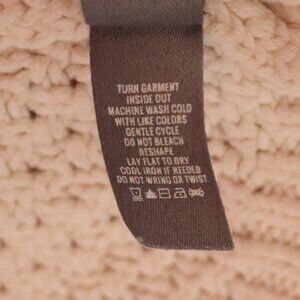 TURN GARMENT
INSIDE OUT
MACHINE WASH COLD
WITH LIKE COLORS
GENTLE CYCLE
DO NOT BLEACH
RESHAPE
LAY FLAT TO DRY
COOL IRON IF NEEDED
DO NOT WRING OR TWIST.